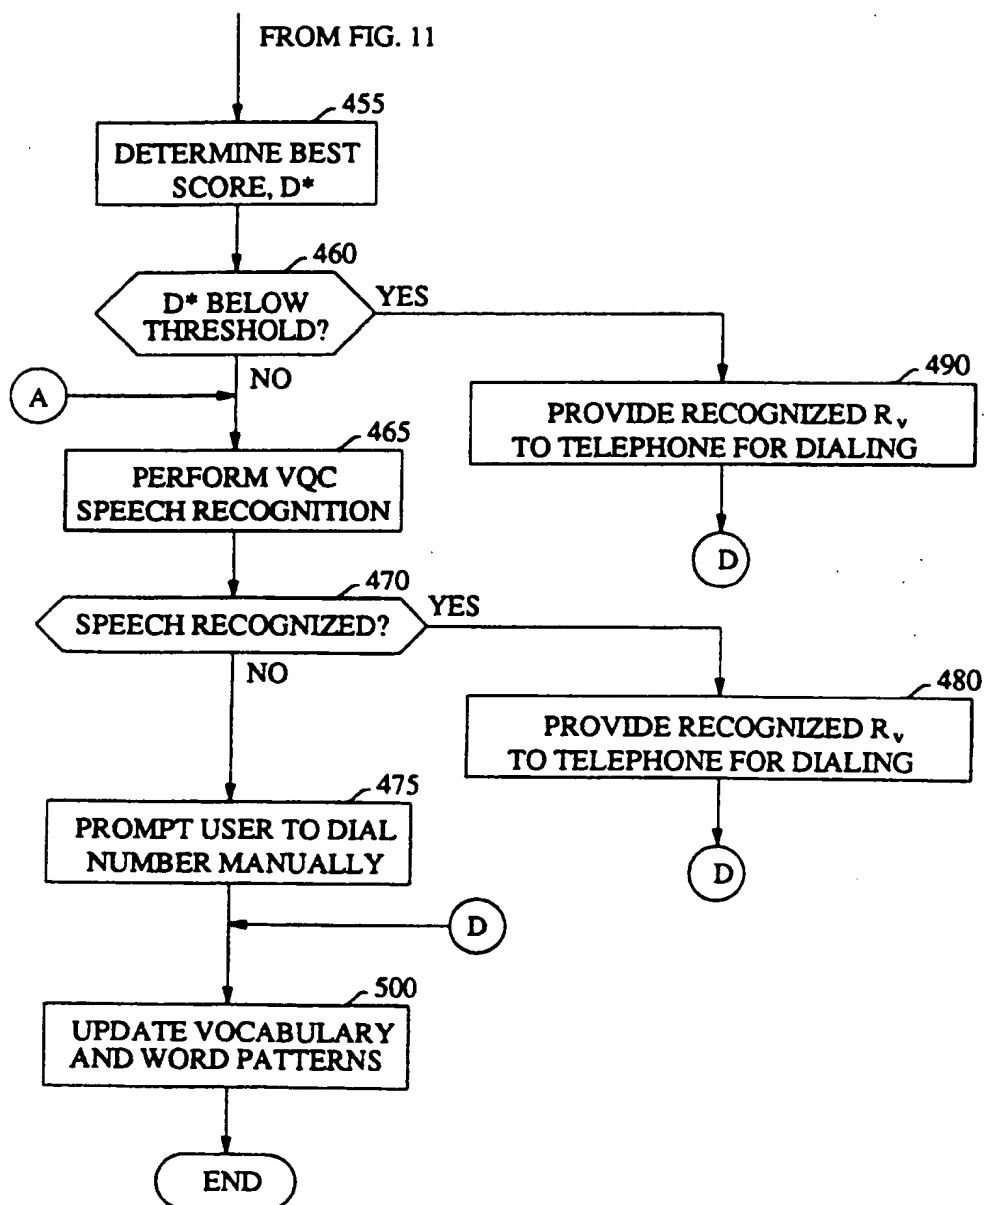 FROM FIG. 11
455
DETERMINE BEST
SCORE, D*
460
D* BELOW
THRESHOLD?
YES
NO
A
490
PROVIDE RECOGNIZED Rv
TO TELEPHONE FOR DIALING
D
465
PERFORM VQC
SPEECH RECOGNITION
470
SPEECH RECOGNIZED?
YES
NO
480
PROVIDE RECOGNIZED Rv
TO TELEPHONE FOR DIALING
D
475
PROMPT USER TO DIAL
NUMBER MANUALLY
D
500
UPDATE VOCABULARY
AND WORD PATTERNS
END